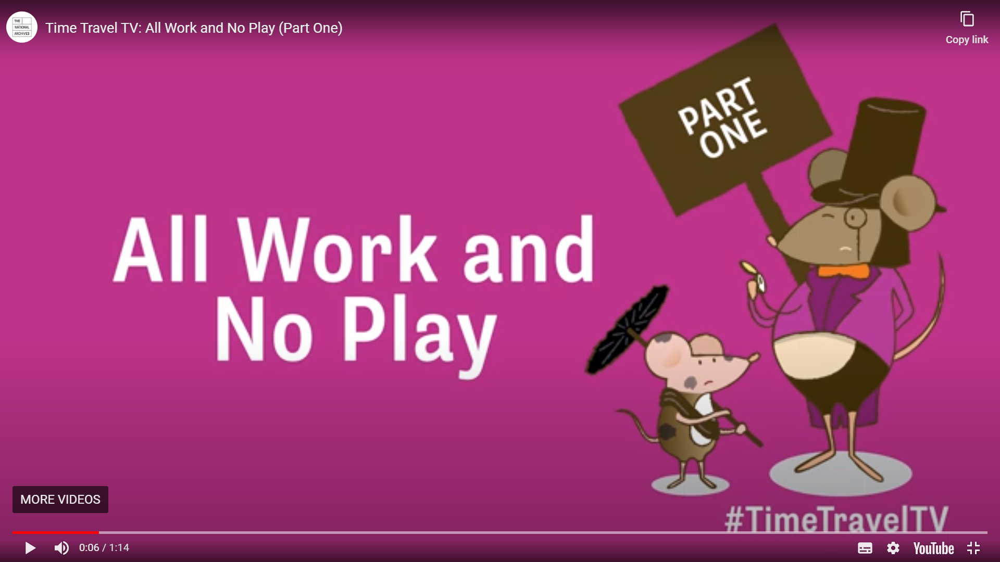 THE
NATIONAL
ARCHIVES
Time Travel TV: All Work and No Play (Part One)
Copy link
PART
ONE
All Work and
No Play
MORE VIDEOS
#TimeTravelTV
0:06 / 1:14
YouTube